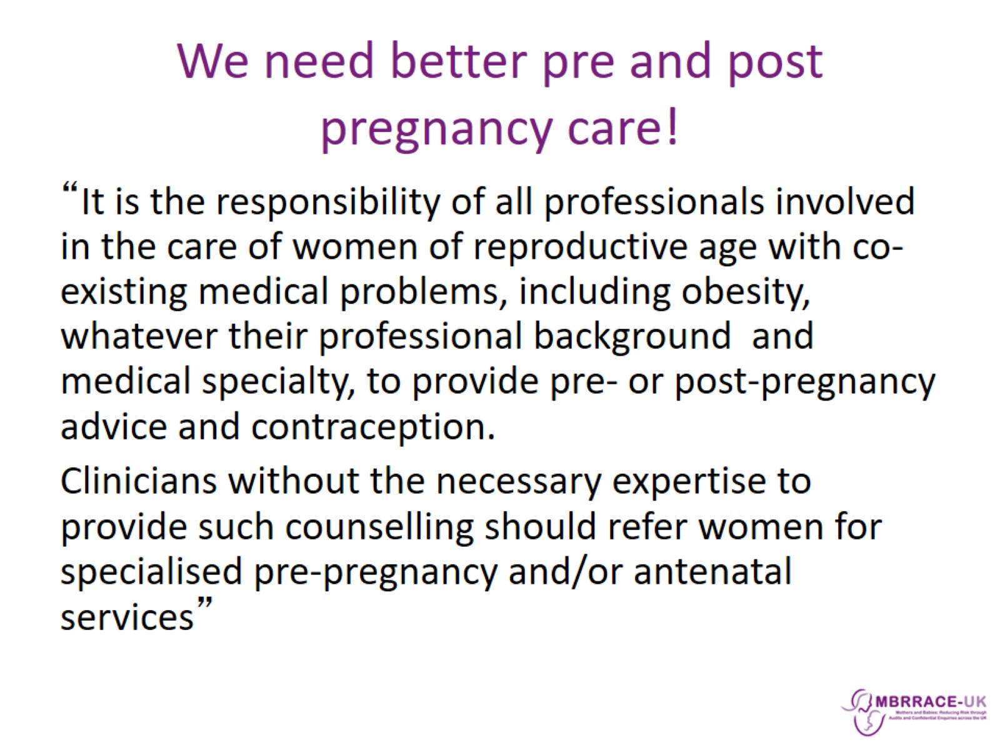 We need better pre and post
pregnancy care!
“It is the responsibility of all professionals involved
in the care of women of reproductive age with co-
existing medical problems, including obesity,
whatever their professional background  and
medical specialty, to provide pre- or post-pregnancy
advice and contraception.
Clinicians without the necessary expertise to
provide such counselling should refer women for
specialised pre-pregnancy and/or antenatal
services”
MBRRACE-UK
Mothers and Babies: Reducing Risk through
Audits and Confidential Enquiries across the UK